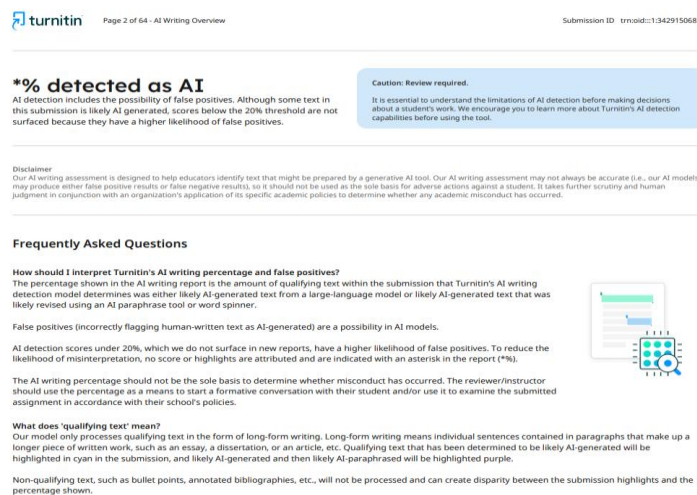 turnitin
Page 2 of 64 - AI Writing Overview
Submission ID trn:oid:::1:342915068
*% detected as AI
AI detection includes the possibility of false positives. Although some text in
this submission is likely AI generated, scores below the 20% threshold are not
surfaced because they have a higher likelihood of false positives.
Caution: Review required.
It is essential to understand the limitations of AI detection before making decisions
about a student's work. We encourage you to learn more about Turnitin's AI detection
capabilities before using the tool.
Disclaimer
Our AI writing assessment is designed to help educators identify text that might be prepared by a generative AI tool. Our AI writing assessment may not always be accurate (i.e., our AI models
may produce either false positive results or false negative results), so it should not be used as the sole basis for adverse actions against a student. It takes further scrutiny and human
judgment in conjunction with an organization's application of its specific academic policies to determine whether any academic misconduct has occurred.
Frequently Asked Questions
How should I interpret Turnitin's AI writing percentage and false positives?
The percentage shown in the AI writing report is the amount of qualifying text within the submission that Turnitin's AI writing
detection model determines was either likely AI-generated text from a large-language model or likely AI-generated text that was
likely revised using an AI paraphrase tool or word spinner.
False positives (incorrectly flagging human-written text as AI-generated) are a possibility in AI models.
AI detection scores under 20%, which we do not surface in new reports, have a higher likelihood of false positives. To reduce the
likelihood of misinterpretation, no score or highlights are attributed and are indicated with an asterisk in the report (*%).
The AI writing percentage should not be the sole basis to determine whether misconduct has occurred. The reviewer/instructor
should use the percentage as a means to start a formative conversation with their student and/or use it to examine the submitted
assignment in accordance with their school's policies.
What does 'qualifying text' mean?
Our model only processes qualifying text in the form of long-form writing. Long-form writing means individual sentences contained in paragraphs that make up a
longer piece of written work, such as an essay, a dissertation, or an article, etc. Qualifying text that has been determined to be likely AI-generated will be
highlighted in cyan in the submission, and likely AI-generated and then likely AI-paraphrased will be highlighted purple.
Non-qualifying text, such as bullet points, annotated bibliographies, etc., will not be processed and can create disparity between the submission highlights and the
percentage shown.